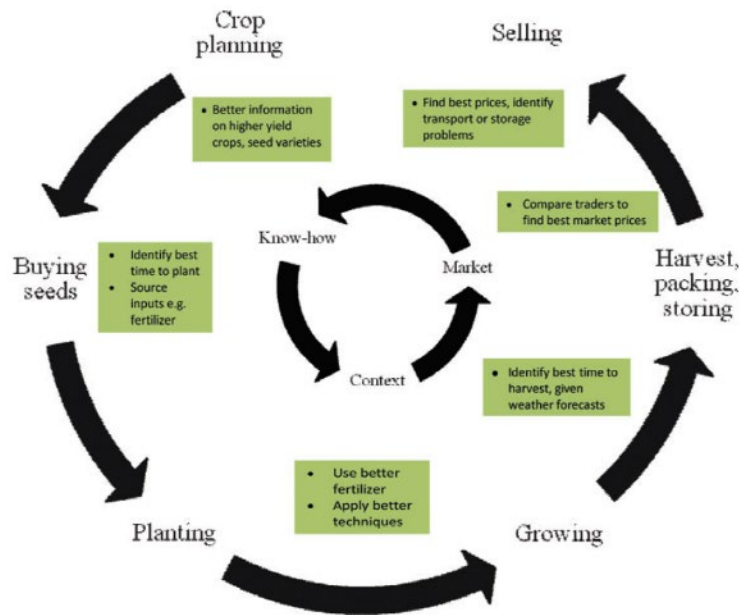 Crop
planning
Selling
• Better information
on higher yield
crops, seed varieties
• Find best prices, identify
transport or storage
problems
• Compare traders to
find best market prices
Know-how
Market
Context
Buying
seeds
• Identify best
time to plant
• Source
inputs e.g.
fertilizer
Harvest,
packing,
storing
• Identify best time to
harvest, given
weather forecasts
• Use better
fertilizer
• Apply better
techniques
Planting
Growing